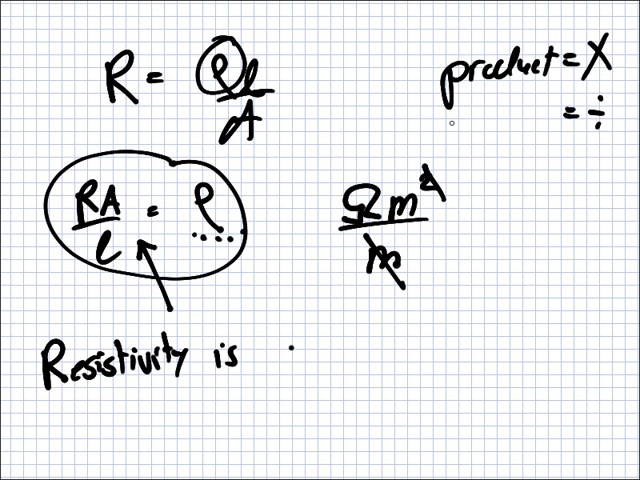 R = ρl/A
product = X
= ÷
RA/l = ρ
Ωm²/m
Resistivity is .